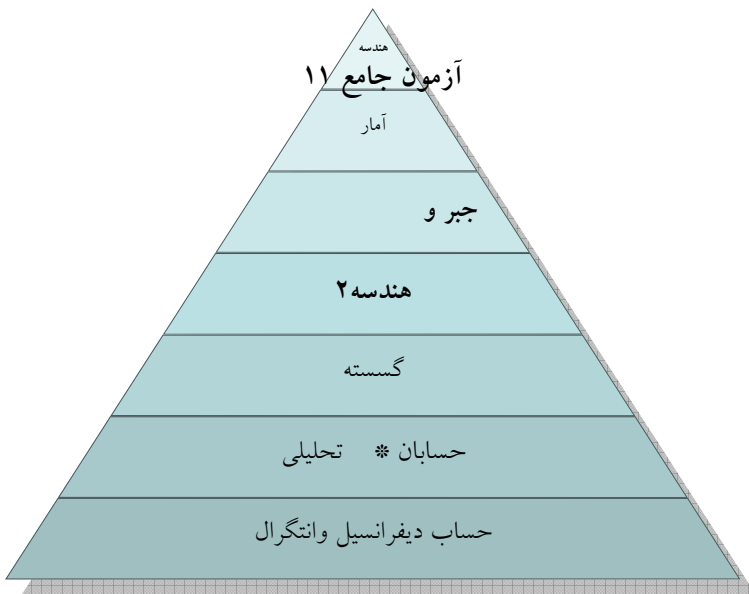 هندسه
آزمون جامع ۱۱
آمار
جبر و
هندسه۲
گسسته
حسابان * تحلیلی
حساب دیفرانسیل وانتگرال